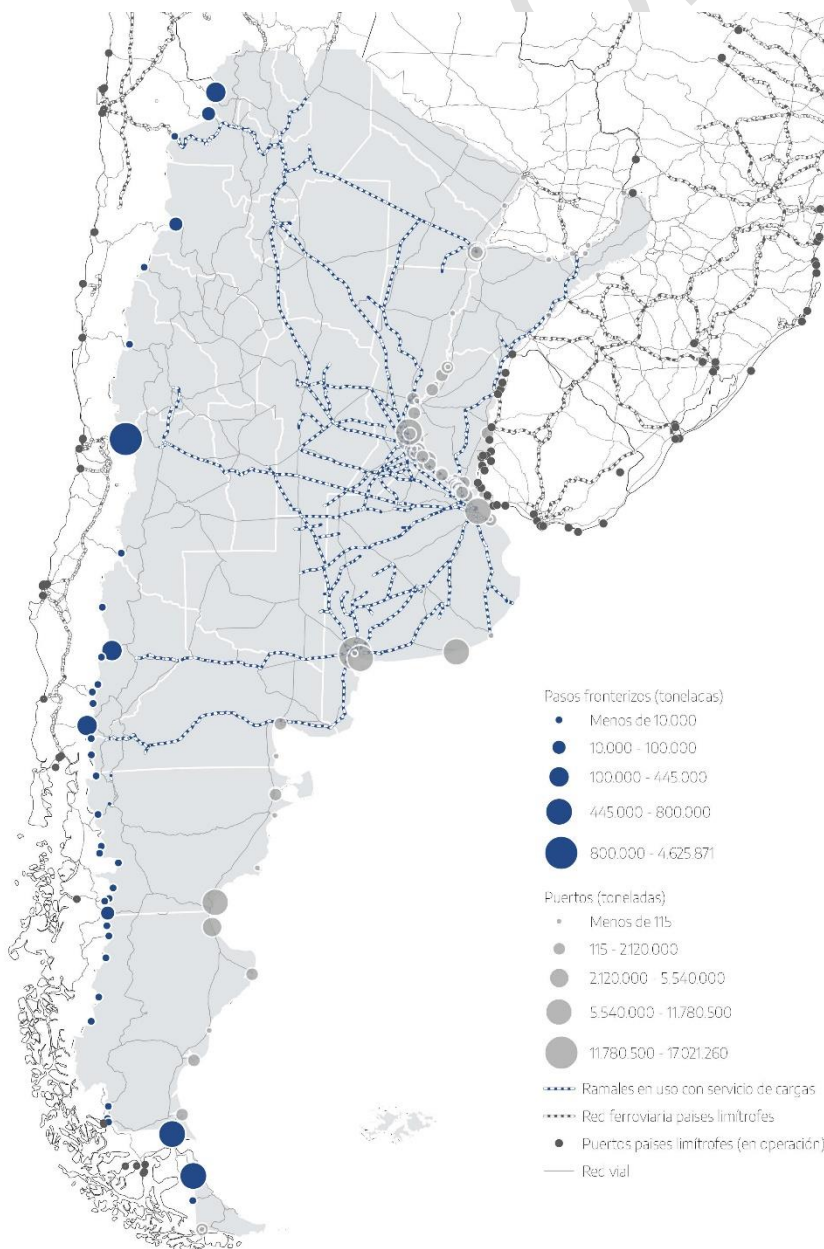 Pasos fronterizos (tonelacas)
Menos de 10.000
10.000 - 100.000
100.000 - 445.000
445.000 - 800.000
800.000 - 4.625.871
Puertos (toneladas)
Menos de 115
115 - 2.120.000
2.120.000 - 5.540.000
5.540.000 - 11.780.500
11.780.500 - 17.021.260
Ramales en uso con servicio de cargas
Rec ferroviaria países limítrofes
Puertos países limítrofes (en operación)
Rec vial